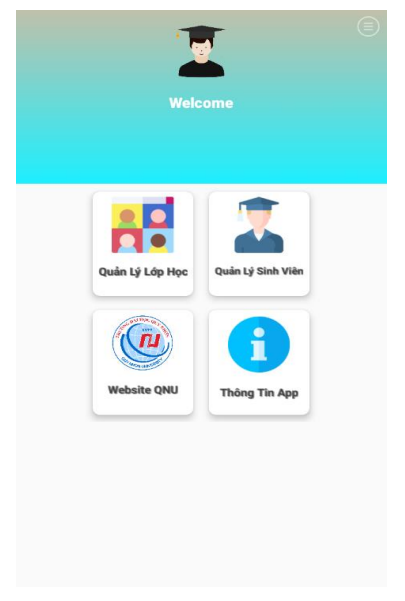 Welcome
Quản Lý Lớp Học
Quản Lý Sinh Viên
Website QNU
Thông Tin App